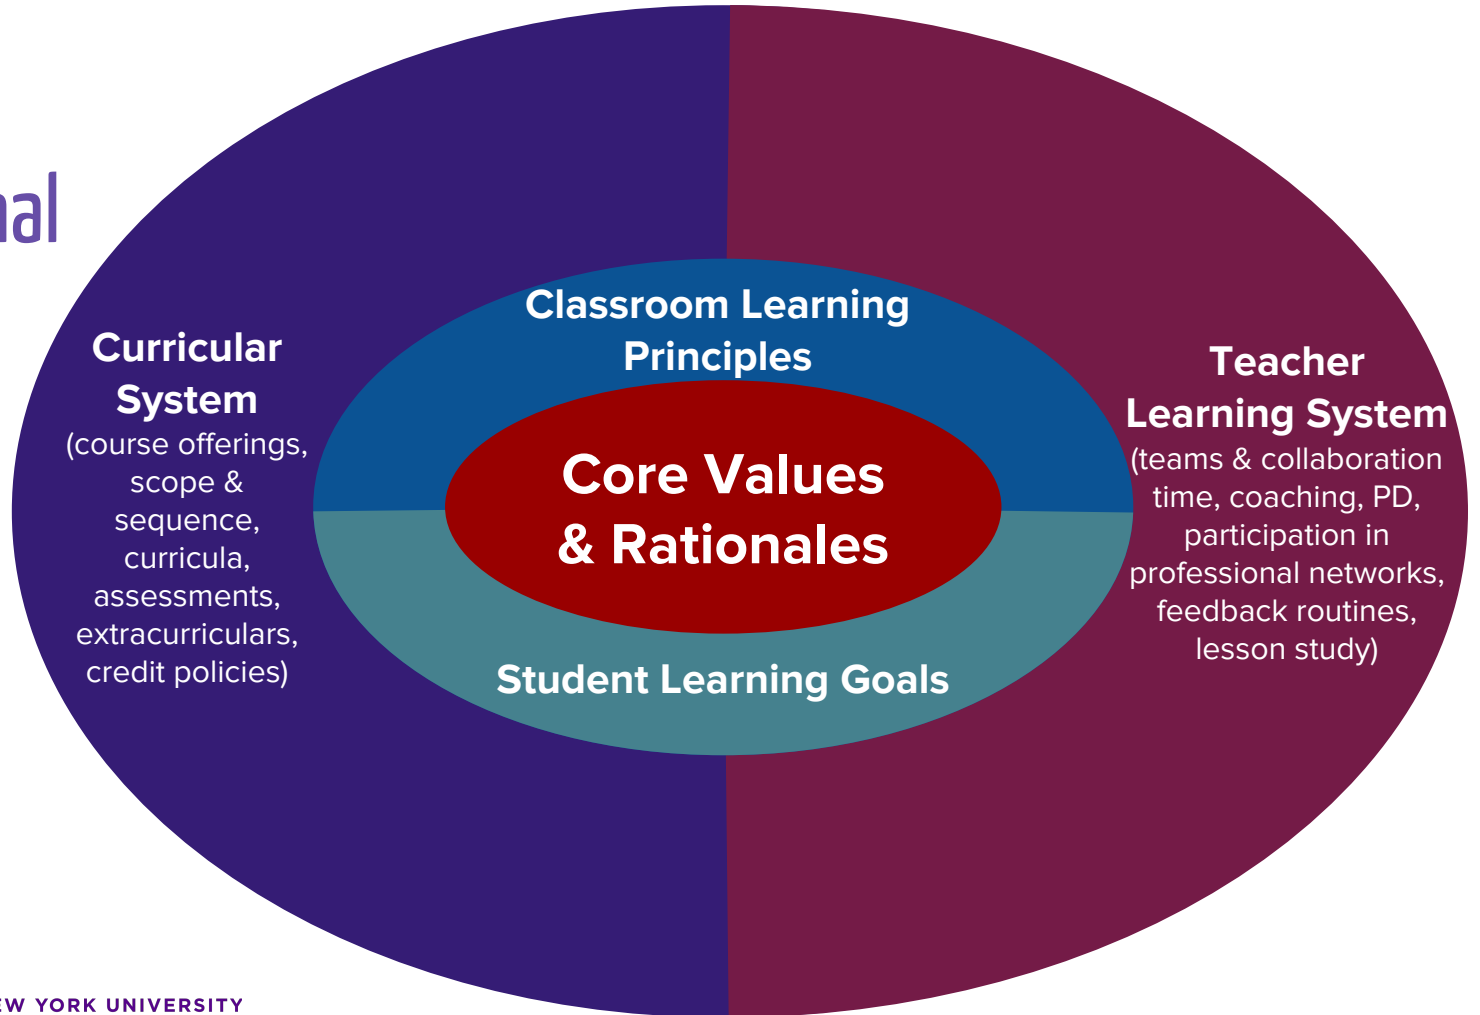 nal
Classroom Learning
Principles
Curricular
System
(course offerings,
scope &
sequence,
curricula,
assessments,
extracurriculars,
credit policies)
Core Values
& Rationales
Student Learning Goals
Teacher
Learning System
(teams & collaboration
time, coaching, PD,
participation in
professional networks,
feedback routines,
lesson study)
EW YORK UNIVERSITY